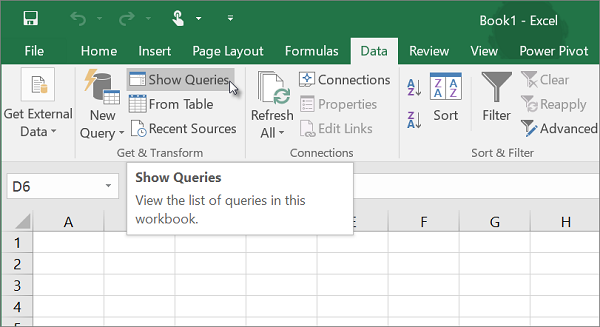 Book1 - Excel
File Home Insert Page Layout Formulas Data Review View Power Pivot
Get External Data
New Query
Show Queries
From Table
Recent Sources
Get & Transform
Refresh All
Connections
Properties
Edit Links
Connections
Sort
Filter
Clear
Reapply
Advanced
Sort & Filter
D6
Show Queries
View the list of queries in this
workbook.
A E F G H
1
2
3
4